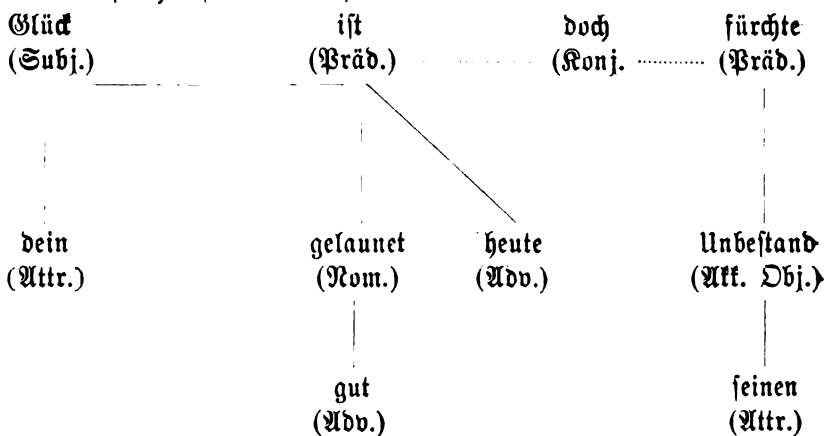 Glück ist doch fürchte
(Subj.) (Präd.) (Konj. (Präd.)
dein gelaunet heute Unbestand
(Attr.) (Nom.) (Adv.) (Akk. Obj.)
gut seinen
(Adv.) (Attr.)